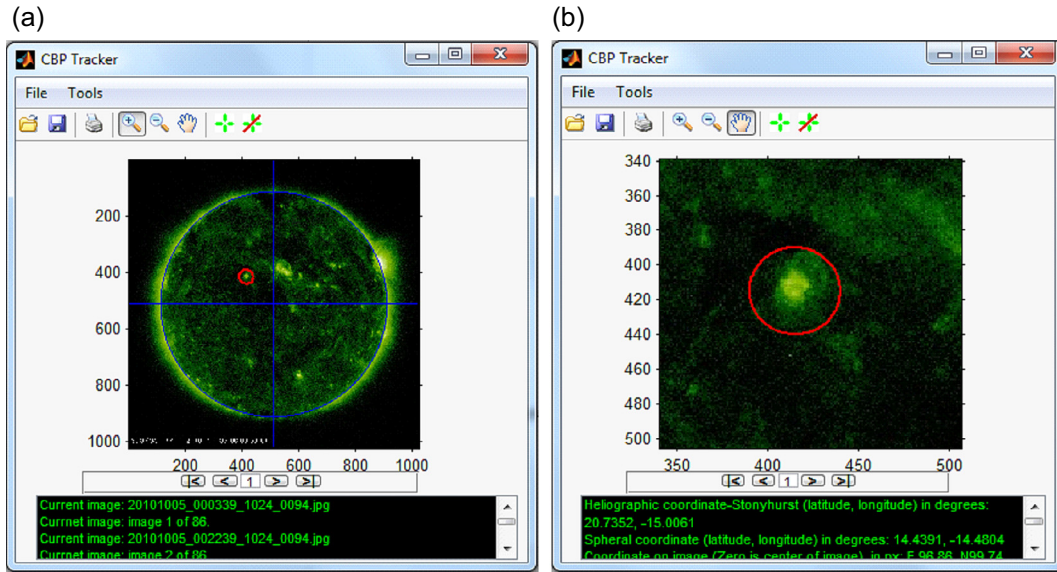 (a)
CBP Tracker
File Tools
200
400
600
800
1000
200 400 600 800 1000
1
Current image: 20101005_000339_1024_0094.jpg
Currnet image: image 1 of 86.
Current image: 20101005_002239_1024_0094.jpg
Currnet image: image 2 of 86
(b)
CBP Tracker
File Tools
340
360
380
400
420
440
460
480
500
350 400 450 500
1
Heliographic coordinate-Stonyhurst (latitude, longitude) in degrees:
20.7352, -15.0061
Spheral coordinate (latitude, longitude) in degrees: 14.4391, -14.4804
Coordinate on image (Zero is center of image), in px: E 96.86, N99.74